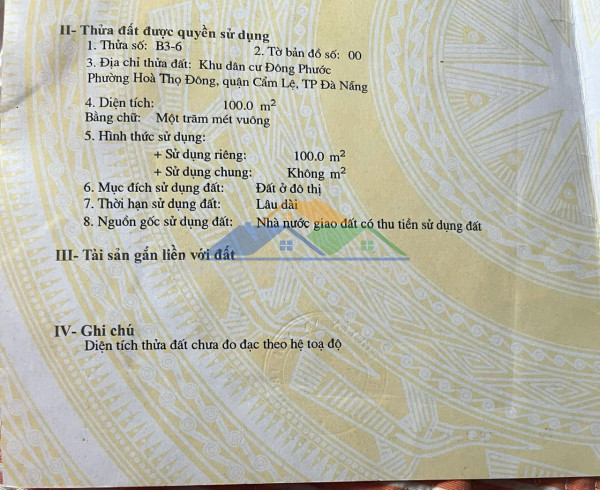 II- Thửa đất được quyền sử dụng
1. Thửa số: B3-6 2. Tờ bản đồ số: 00
3. Địa chỉ thửa đất: Khu dân cư Đông Phước
Phường Hoà Thọ Đông, quận Cẩm Lệ, TP Đà Nẵng
4. Diện tích: 100.0 m²
Bằng chữ: Một trăm mét vuông
5. Hình thức sử dụng:
+ Sử dụng riêng: 100.0 m²
+ Sử dụng chung: Không m²
6. Mục đích sử dụng đất: Đất ở đô thị
7. Thời hạn sử dụng đất: Lâu dài
8. Nguồn gốc sử dụng đất: Nhà nước giao đất có thu tiền sử dụng đất
III- Tài sản gắn liền với đất
IV- Ghi chú
Diện tích thửa đất chưa đo đạc theo hệ toạ độ